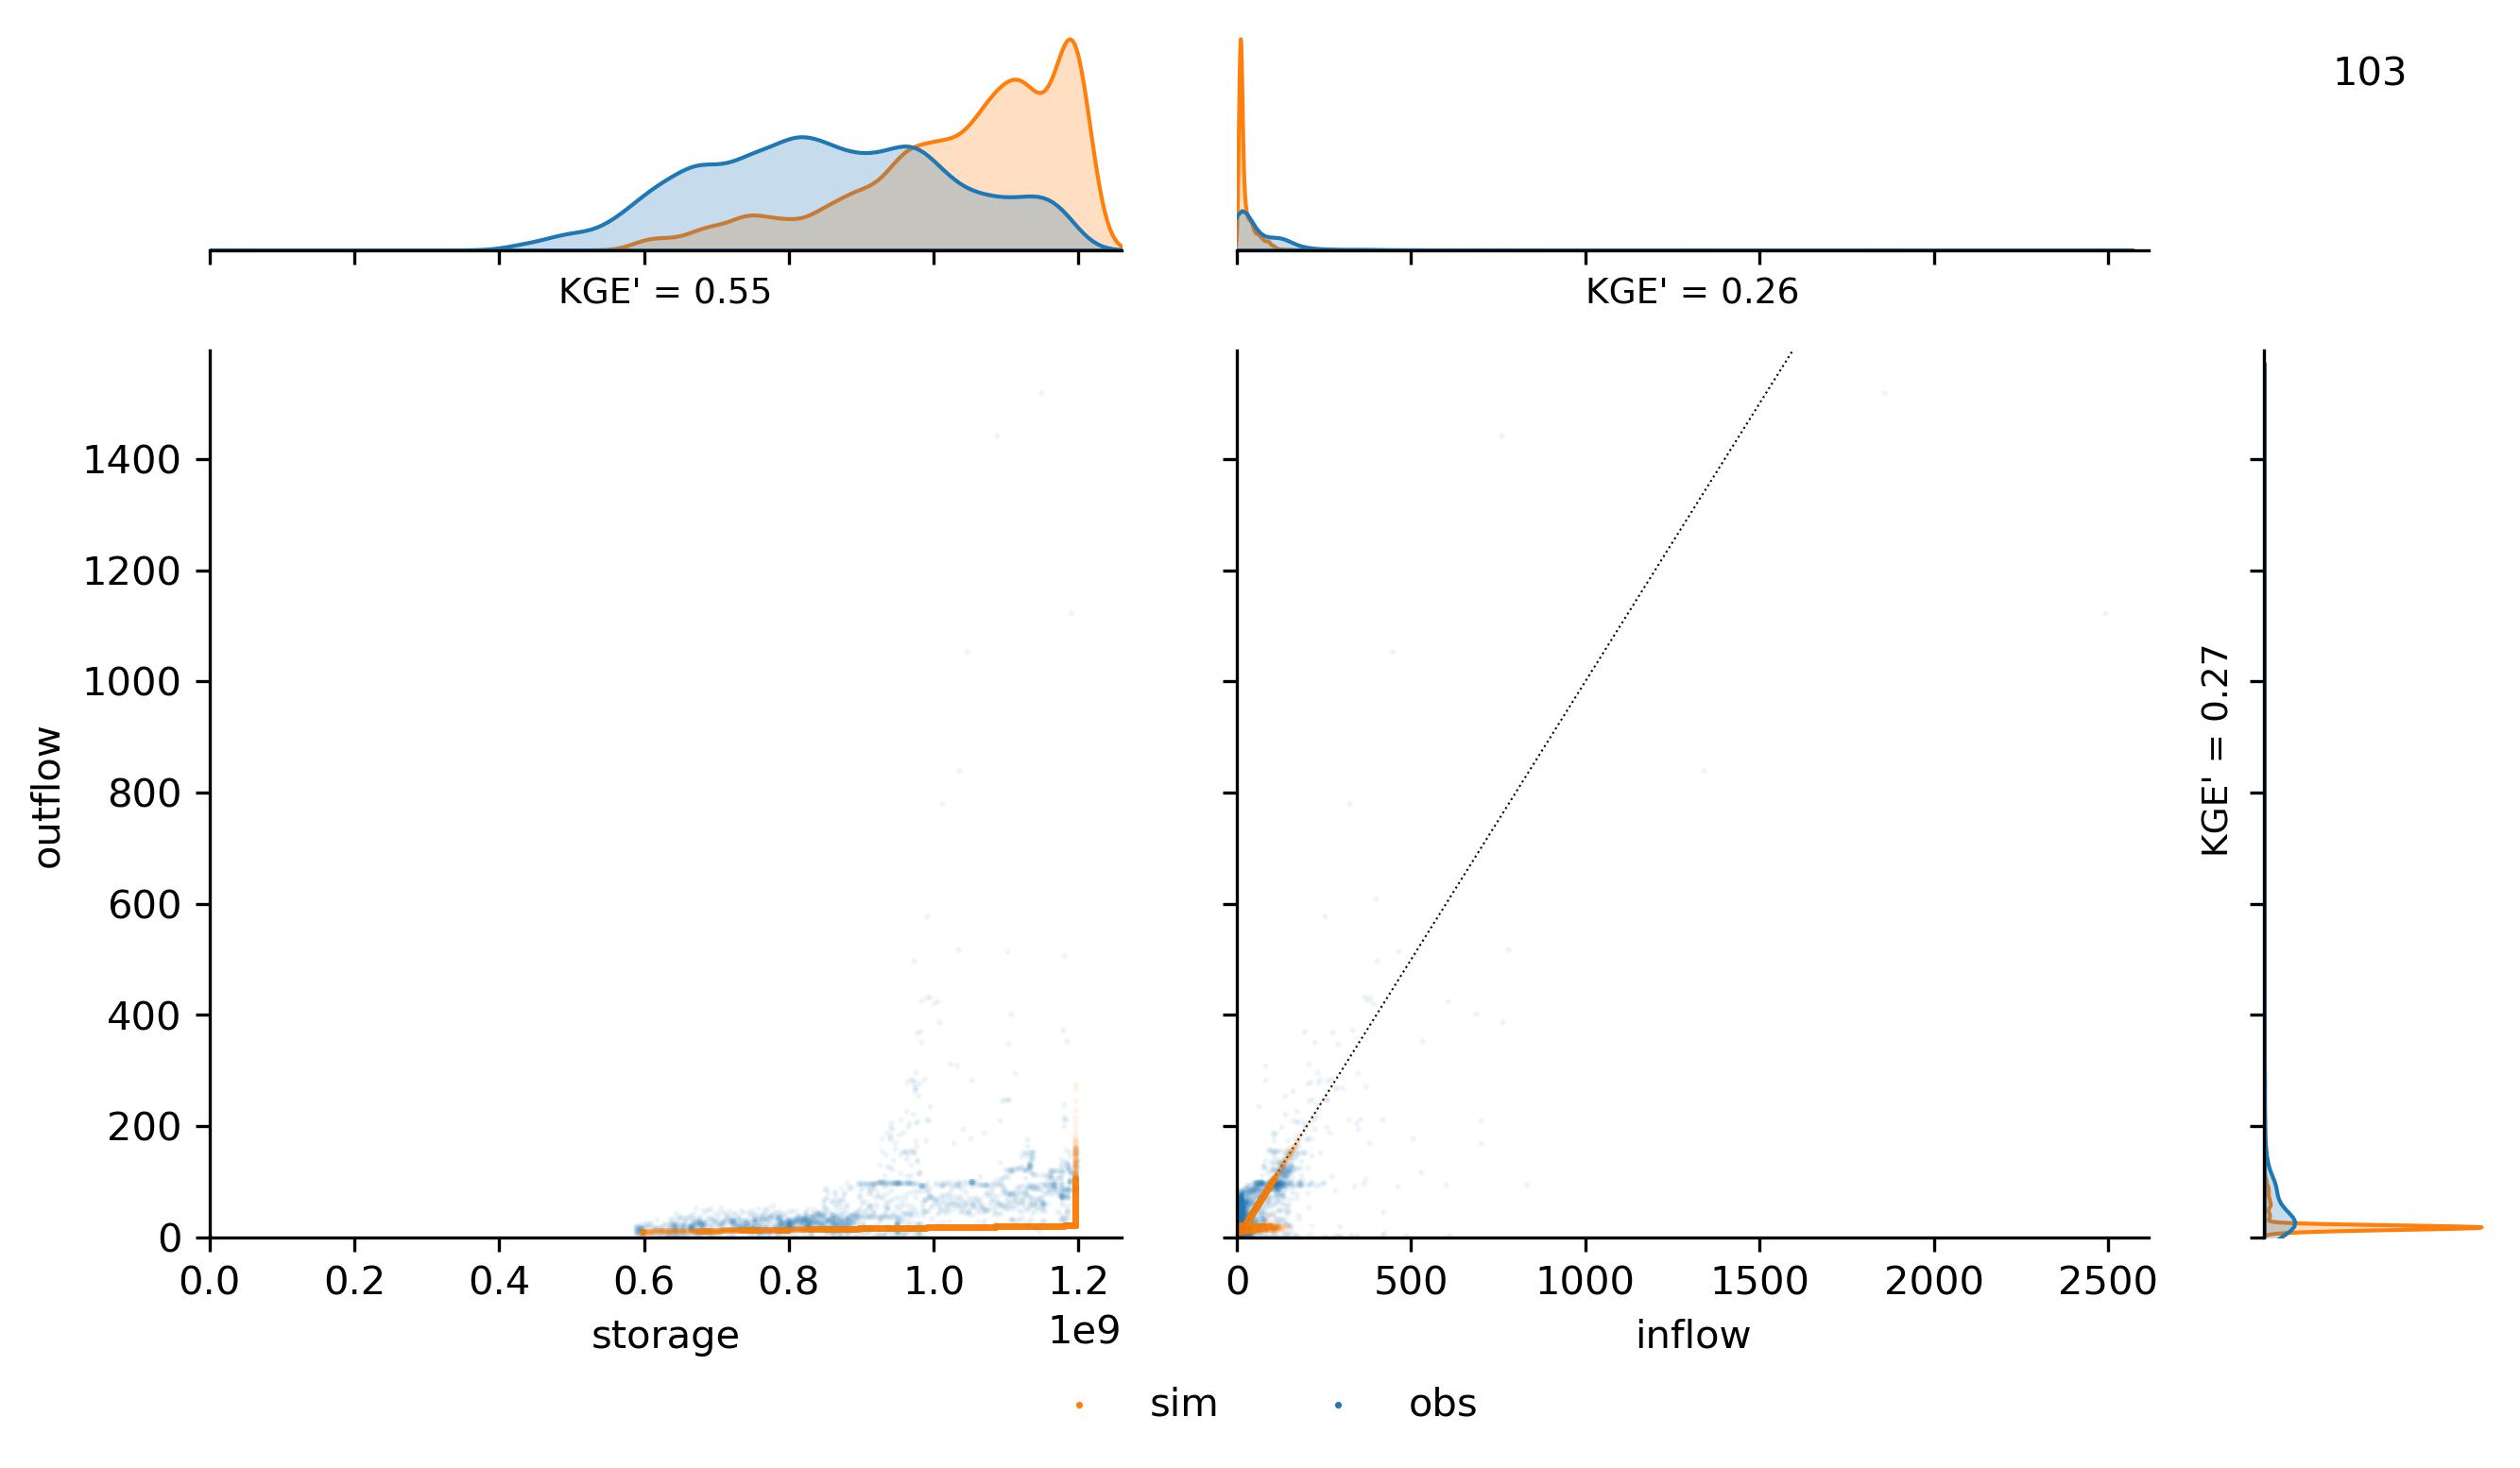 103
KGE' = 0.55
KGE' = 0.26
1400
1200
1000
800
600
400
200
0
outflow
KGE' = 0.27
0.0 0.2 0.4 0.6 0.8 1.0 1.2
1e9
storage
0 500 1000 1500 2000 2500
inflow
sim obs